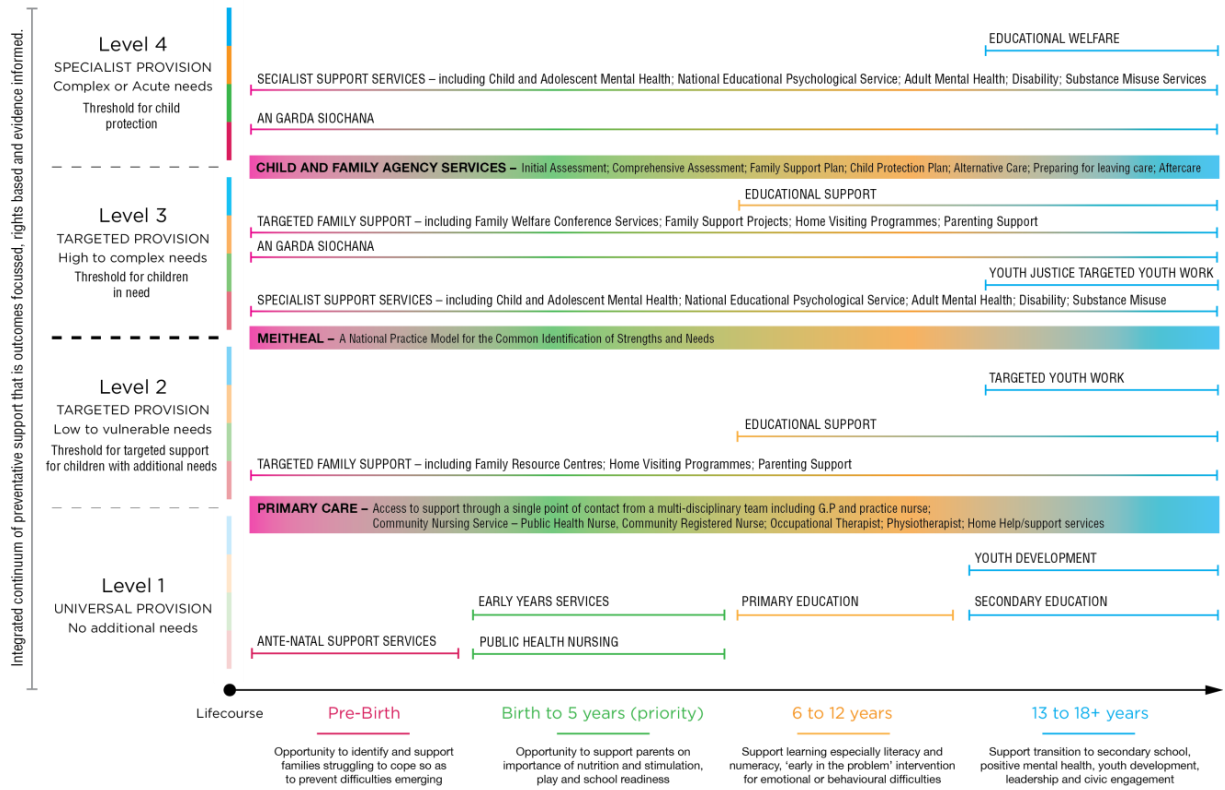 Integrated continuum of preventative support that is outcomes focussed, rights based and evidence informed.
Level 4
SPECIALIST PROVISION
Complex or Acute needs
Threshold for child
protection
EDUCATIONAL WELFARE
SECIALIST SUPPORT SERVICES – including Child and Adolescent Mental Health; National Educational Psychological Service; Adult Mental Health; Disability; Substance Misuse Services
AN GARDA SIOCHANA
CHILD AND FAMILY AGENCY SERVICES – Initial Assessment; Comprehensive Assessment; Family Support Plan; Child Protection Plan; Alternative Care; Preparing for leaving care; Aftercare
Level 3
TARGETED PROVISION
High to complex needs
Threshold for children
in need
EDUCATIONAL SUPPORT
TARGETED FAMILY SUPPORT – including Family Welfare Conference Services; Family Support Projects; Home Visiting Programmes; Parenting Support
AN GARDA SIOCHANA
YOUTH JUSTICE TARGETED YOUTH WORK
SPECIALIST SUPPORT SERVICES – including Child and Adolescent Mental Health; National Educational Psychological Service; Adult Mental Health; Disability; Substance Misuse
MEITHEAL – A National Practice Model for the Common Identification of Strengths and Needs
Level 2
TARGETED PROVISION
Low to vulnerable needs
Threshold for targeted support
for children with additional needs
TARGETED YOUTH WORK
EDUCATIONAL SUPPORT
TARGETED FAMILY SUPPORT – including Family Resource Centres; Home Visiting Programmes; Parenting Support
PRIMARY CARE – Access to support through a single point of contact from a multi-disciplinary team including G.P and practice nurse;
Community Nursing Service – Public Health Nurse, Community Registered Nurse; Occupational Therapist; Physiotherapist; Home Help/support services
Level 1
UNIVERSAL PROVISION
No additional needs
YOUTH DEVELOPMENT
EARLY YEARS SERVICES
PRIMARY EDUCATION
SECONDARY EDUCATION
ANTE-NATAL SUPPORT SERVICES
PUBLIC HEALTH NURSING
Lifecourse
Pre-Birth
Opportunity to identify and support
families struggling to cope so as
to prevent difficulties emerging
Birth to 5 years (priority)
Opportunity to support parents on
importance of nutrition and stimulation,
play and school readiness
6 to 12 years
Support learning especially literacy and
numeracy, ‘early in the problem’ intervention
for emotional or behavioural difficulties
13 to 18+ years
Support transition to secondary school,
positive mental health, youth development,
leadership and civic engagement